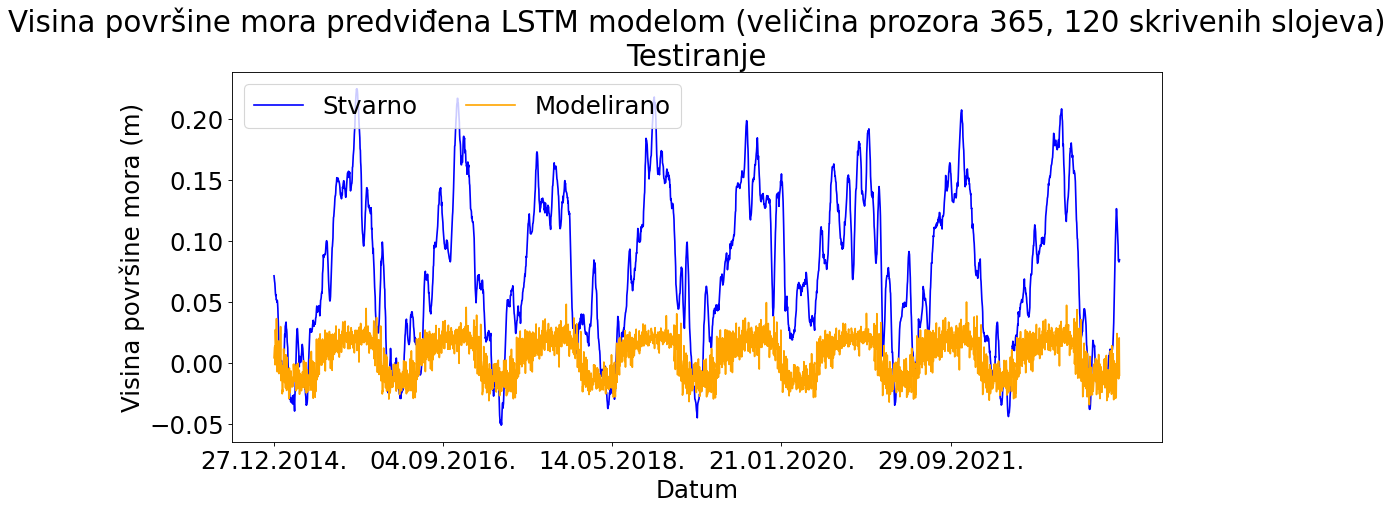 Visina površine mora predviđena LSTM modelom (veličina prozora 365, 120 skrivenih slojeva)
Testiranje
Stvarno
Modelirano
Visina površine mora (m)
0.20
0.15
0.10
0.05
0.00
−0.05
27.12.2014.
04.09.2016.
14.05.2018.
21.01.2020.
29.09.2021.
Datum